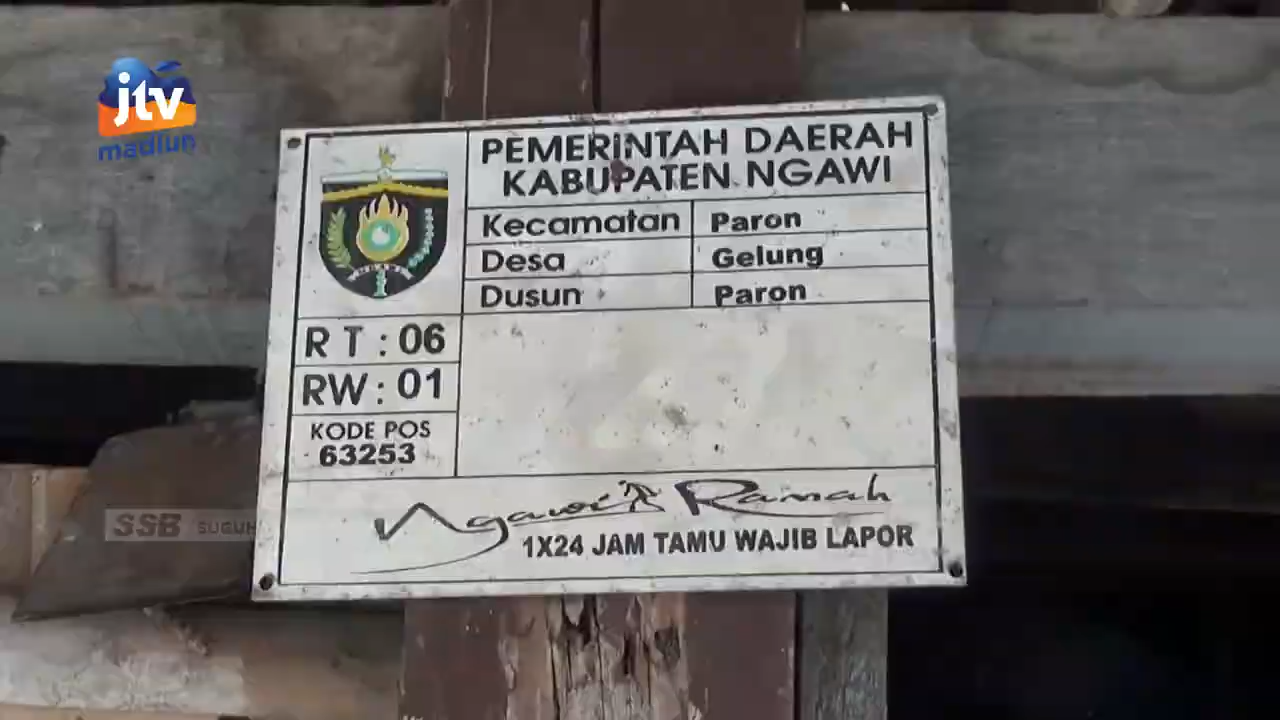 jtv
madiun
PEMERINTAH DAERAH
KABUPATEN NGAWI
Kecamatan Paron
Desa Gelung
Dusun Paron
R T : 06
RW : 01
KODE POS
63253
Ngawi Ramah
1X24 JAM TAMU WAJIB LAPOR
SSB SUGUH